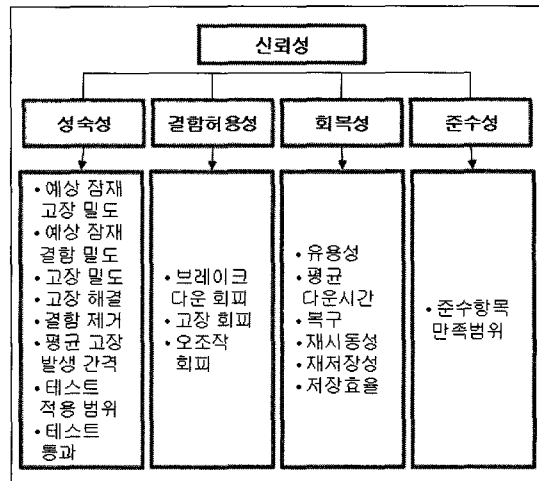 신뢰성
성숙성
결함허용성
회복성
준수성
• 예상 잠재
고장 밀도
• 예상 잠재
결함 밀도
• 고장 밀도
• 고장 해결
• 결함 제거
• 평균 고장
발생 간격
• 테스트
적용 범위
• 테스트
통과
• 브레이크
다운 회피
• 고장 회피
• 오조작
회피
• 유용성
• 평균
다운시간
• 복구
• 재시동성
• 재저장성
• 저장효율
• 준수항목
만족범위